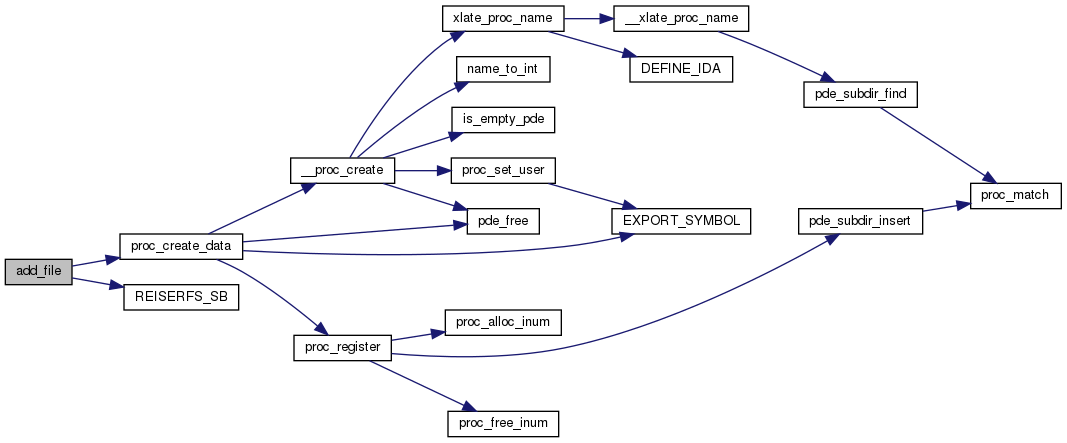 xlate_proc_name
__xlate_proc_name
name_to_int
DEFINE_IDA
pde_subdir_find
is_empty_pde
__proc_create
proc_set_user
proc_match
pde_free
EXPORT_SYMBOL
pde_subdir_insert
proc_create_data
add_file
REISERFS_SB
proc_alloc_inum
proc_register
proc_free_inum